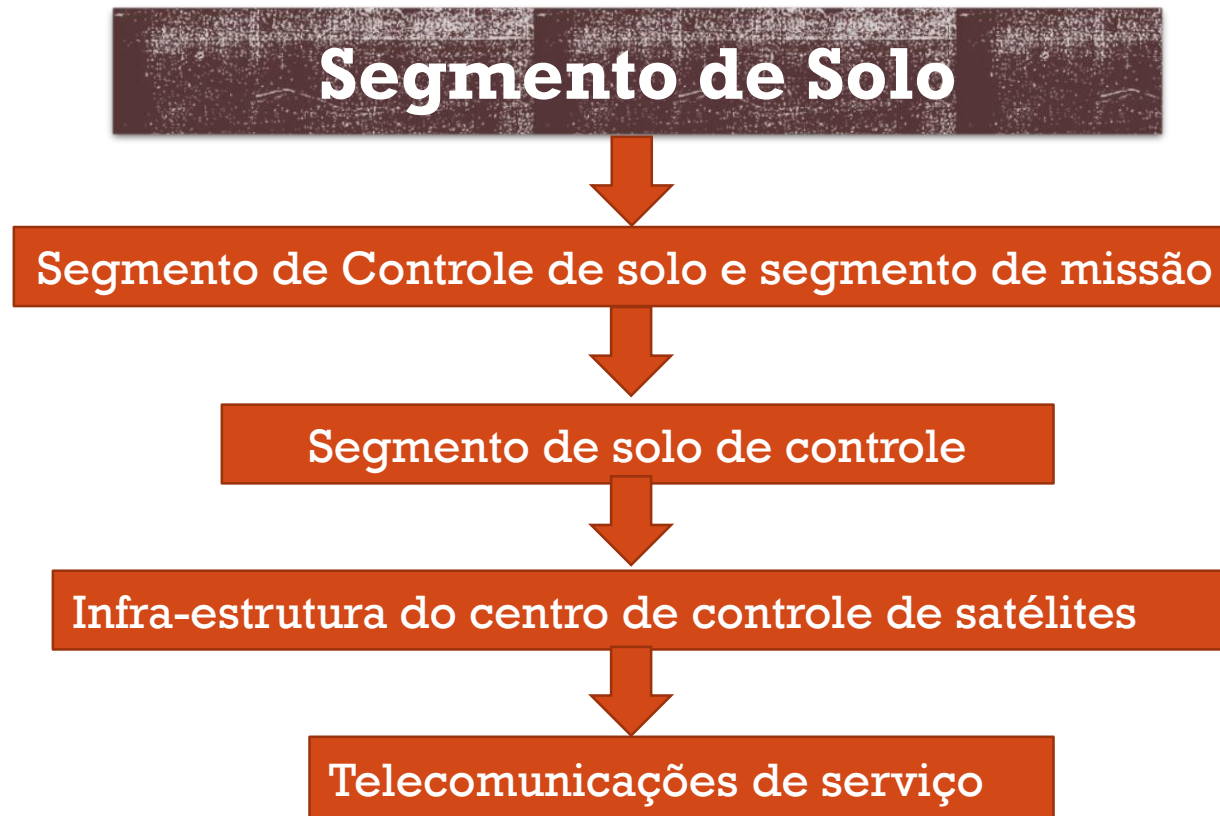 Segmento de Solo
Segmento de Controle de solo e segmento de missão
Segmento de solo de controle
Infra-estrutura do centro de controle de satélites
Telecomunicações de serviço